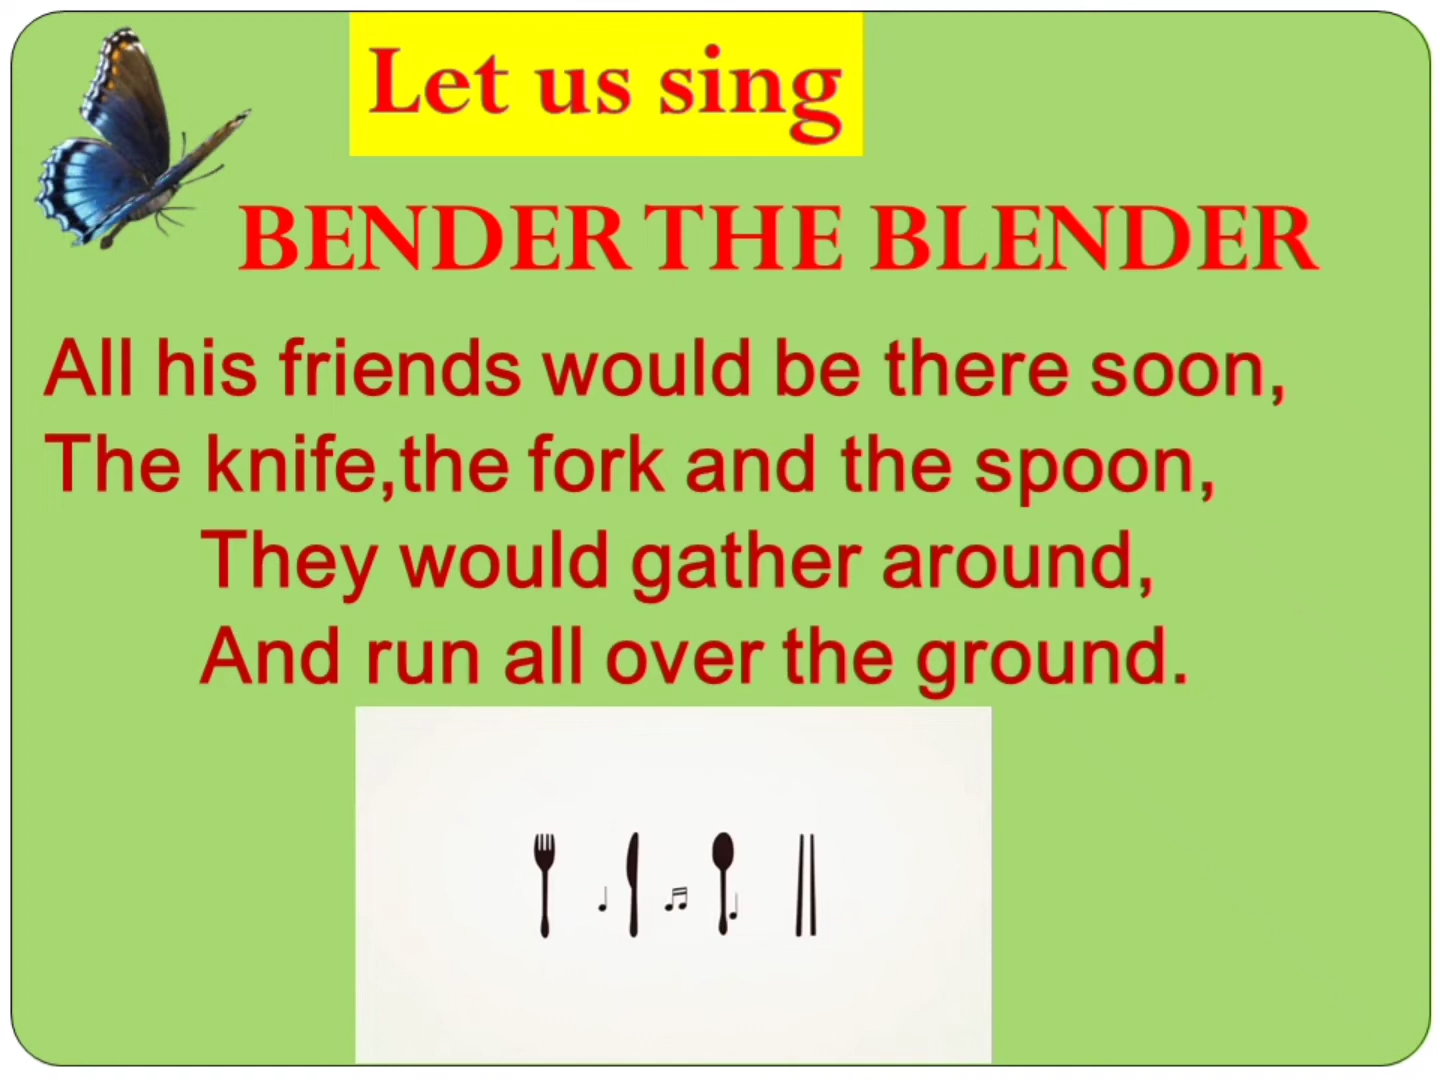 Let us sing
BENDER THE BLENDER
All his friends would be there soon,
The knife,the fork and the spoon,
They would gather around,
And run all over the ground.